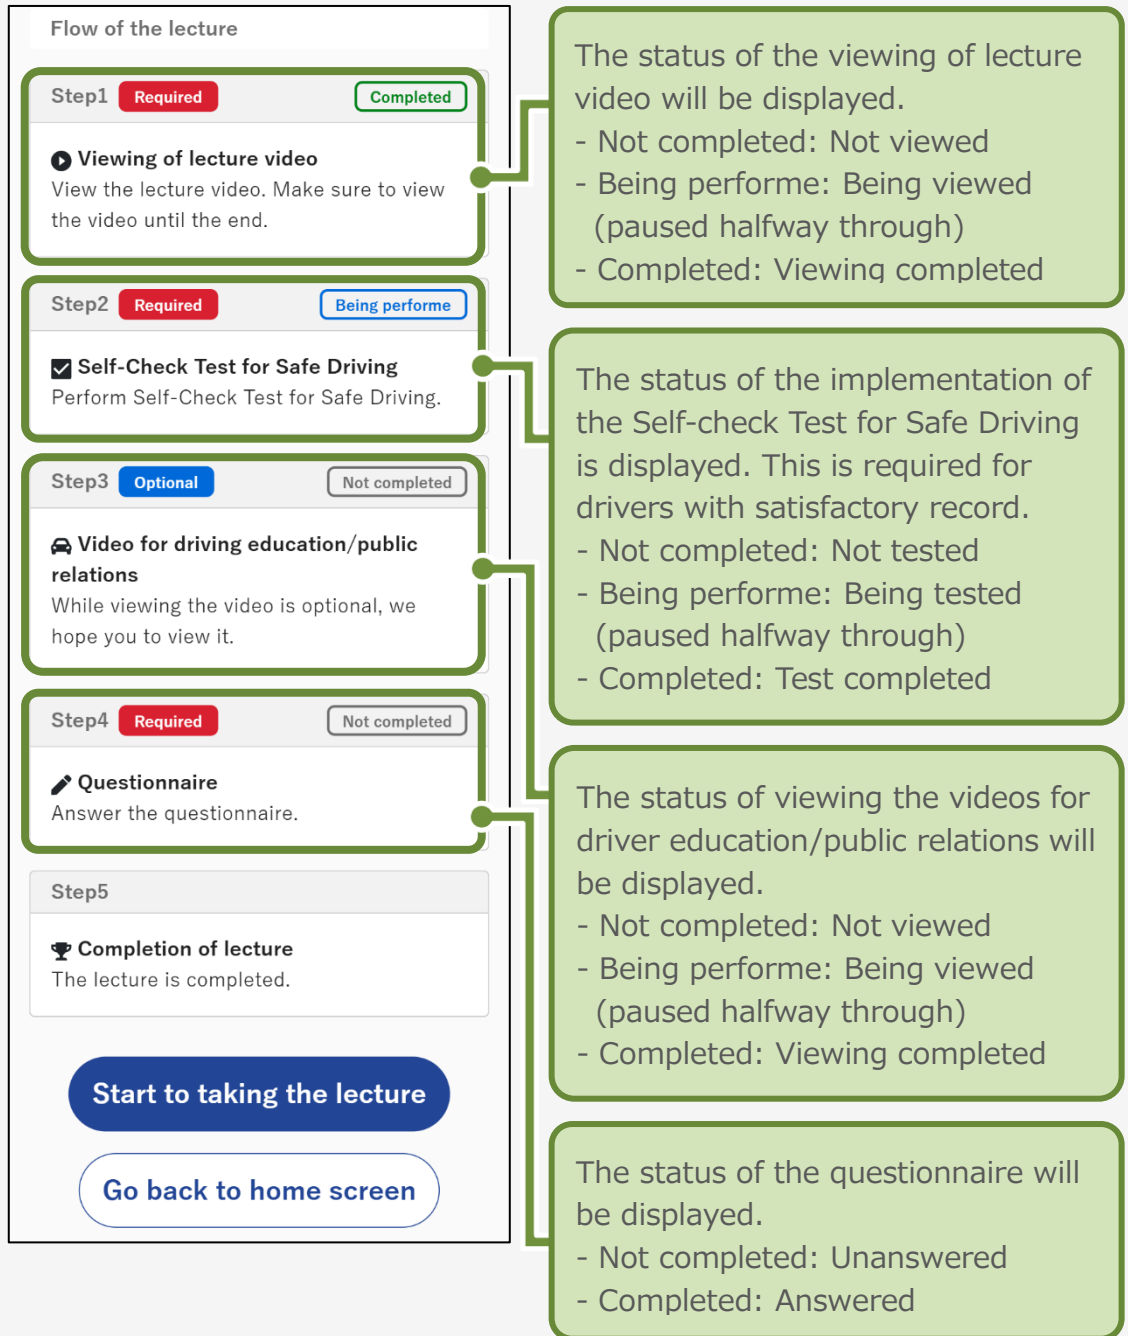 Flow of the lecture
Step1 Required Completed
Viewing of lecture video
View the lecture video. Make sure to view
the video until the end.
Step2 Required Being performe
Self-Check Test for Safe Driving
Perform Self-Check Test for Safe Driving.
Step3 Optional Not completed
Video for driving education/public
relations
While viewing the video is optional, we
hope you to view it.
Step4 Required Not completed
Questionnaire
Answer the questionnaire.
Step5
Completion of lecture
The lecture is completed.
Start to taking the lecture
Go back to home screen
The status of the viewing of lecture
video will be displayed.
- Not completed: Not viewed
- Being performe: Being viewed
(paused halfway through)
- Completed: Viewing completed
The status of the implementation of
the Self-check Test for Safe Driving
is displayed. This is required for
drivers with satisfactory record.
- Not completed: Not tested
- Being performe: Being tested
(paused halfway through)
- Completed: Test completed
The status of viewing the videos for
driver education/public relations will
be displayed.
- Not completed: Not viewed
- Being performe: Being viewed
(paused halfway through)
- Completed: Viewing completed
The status of the questionnaire will
be displayed.
- Not completed: Unanswered
- Completed: Answered